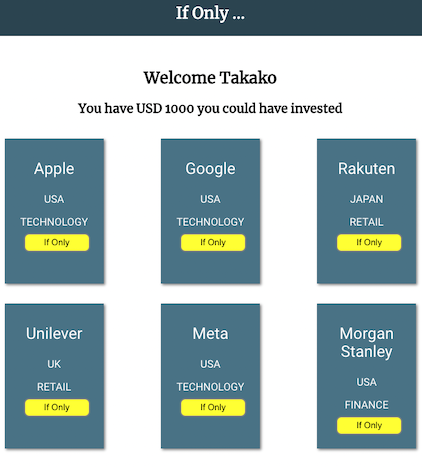 If Only ...
Welcome Takako
You have USD 1000 you could have invested
Apple
USA
TECHNOLOGY
If Only
Google
USA
TECHNOLOGY
If Only
Rakuten
JAPAN
RETAIL
If Only
Unilever
UK
RETAIL
If Only
Meta
USA
TECHNOLOGY
If Only
Morgan
Stanley
USA
FINANCE
If Only